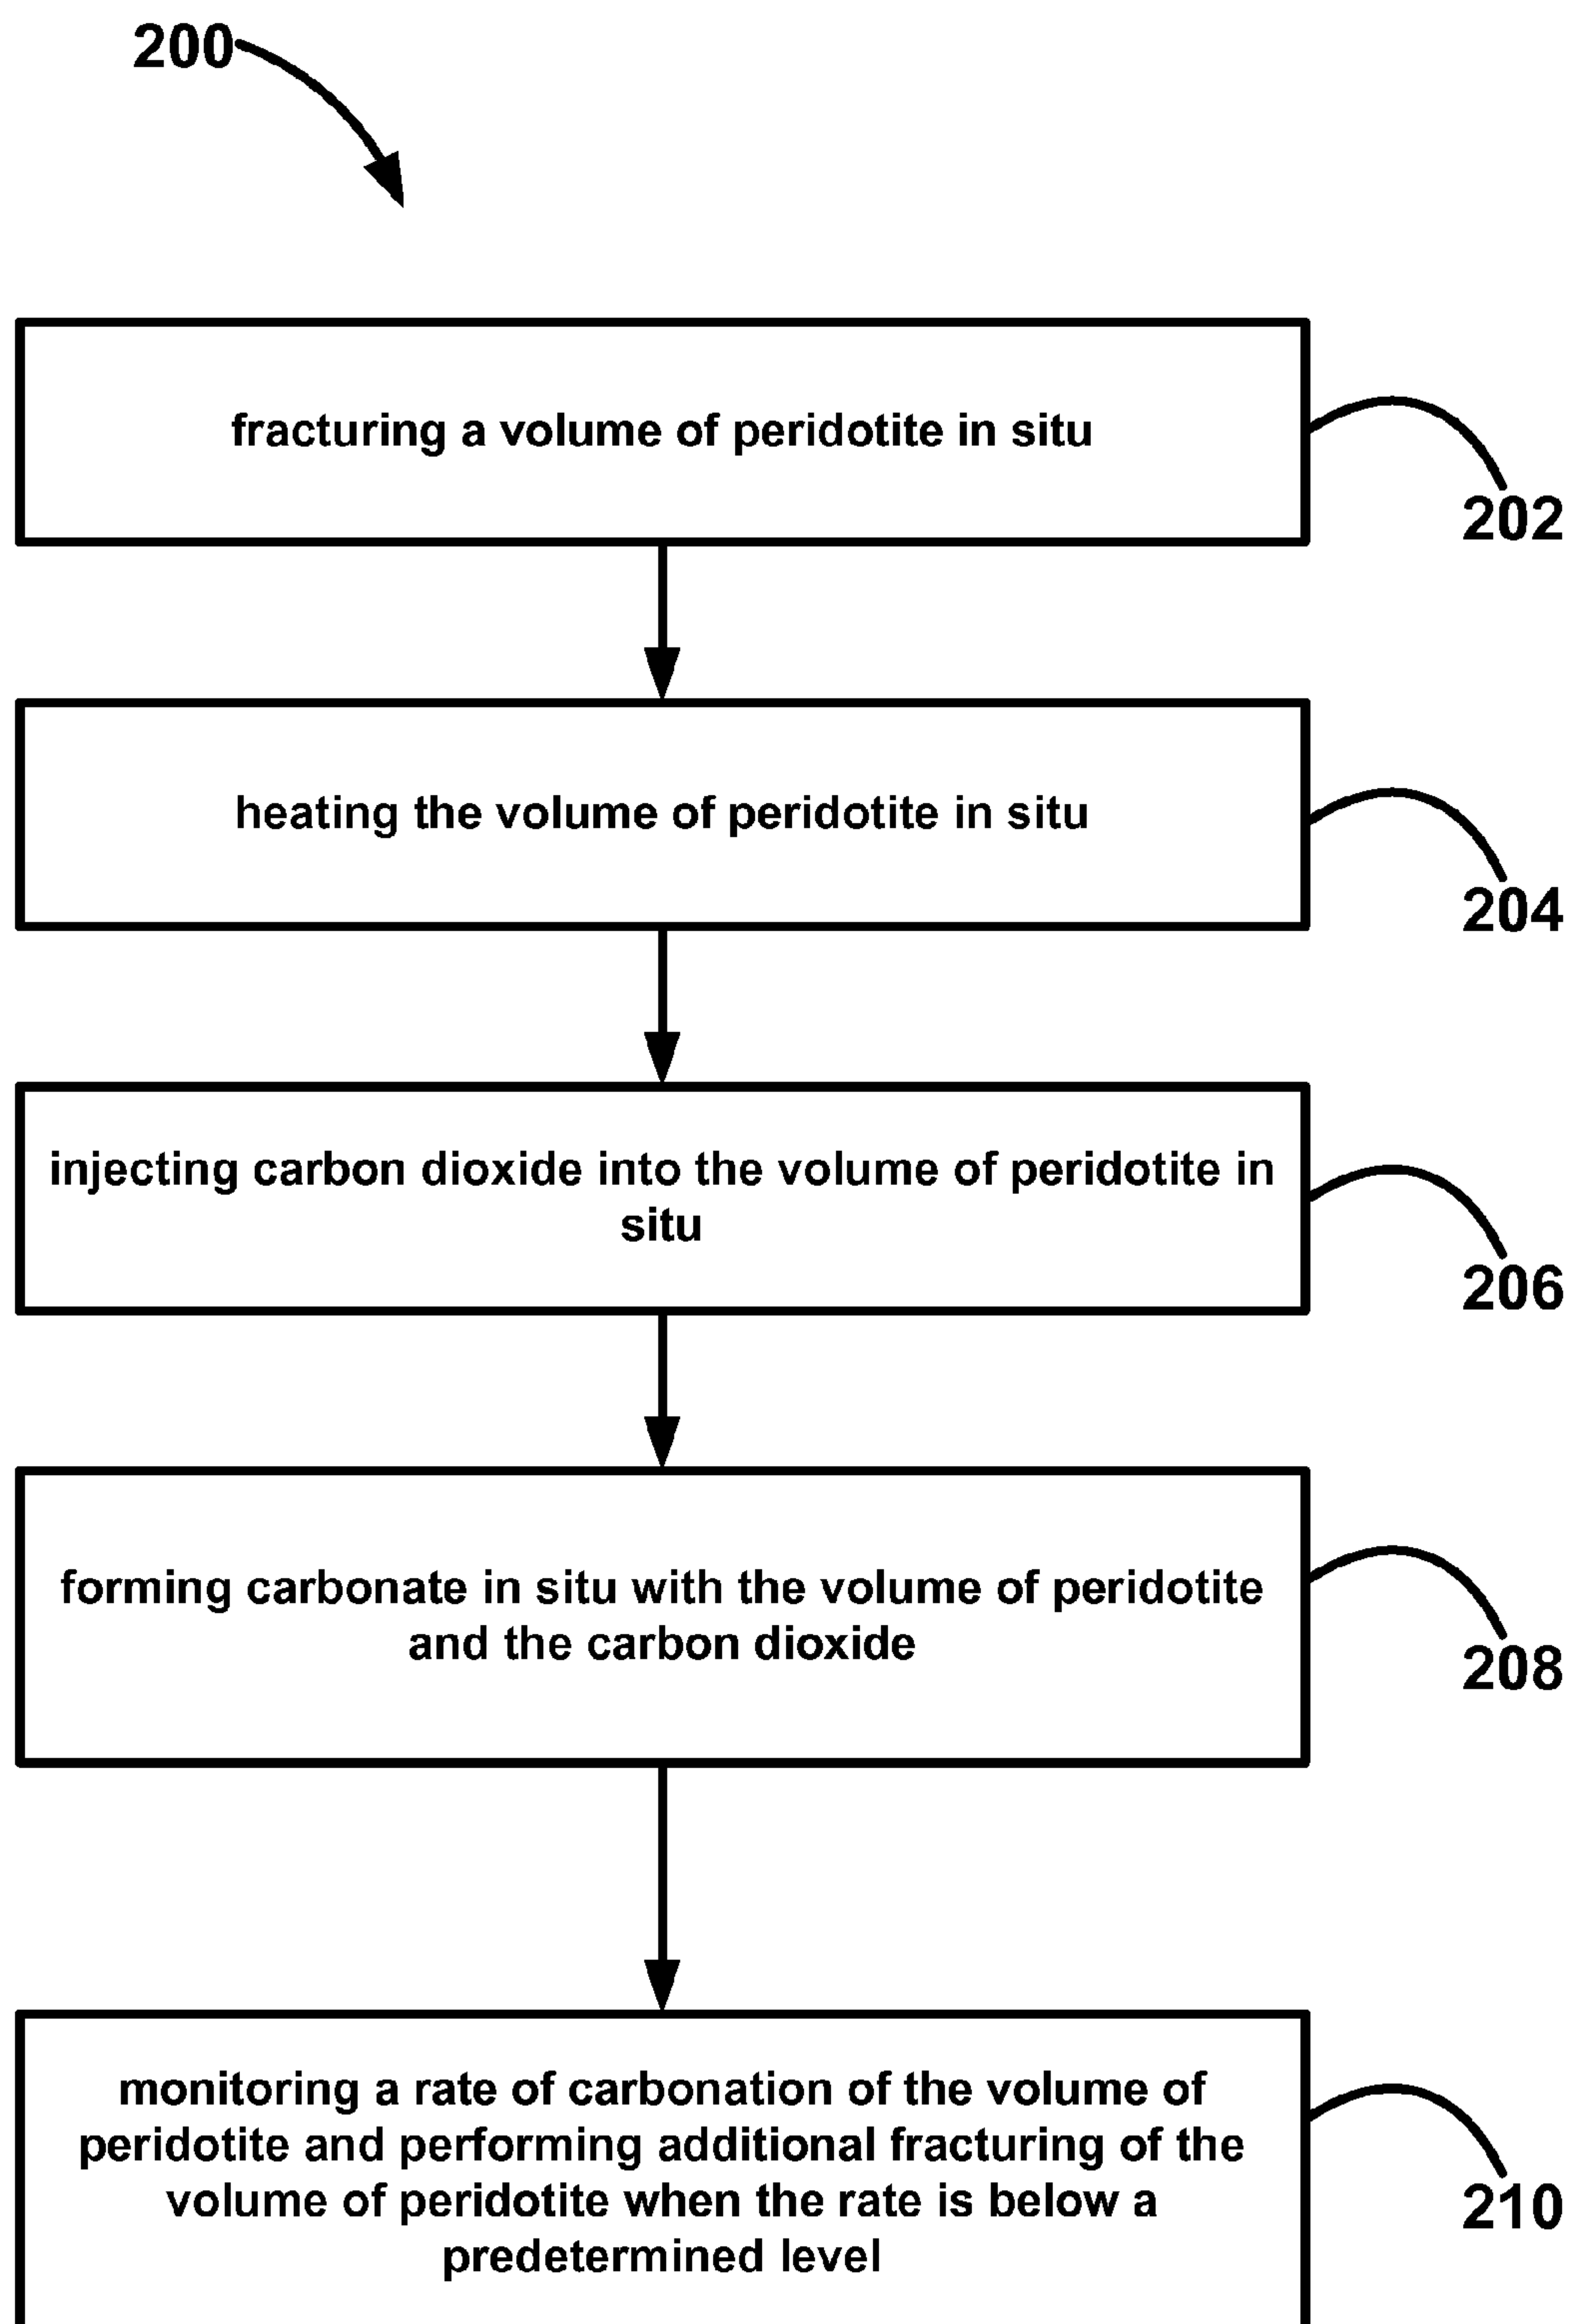 200
fracturing a volume of peridotite in situ
202
heating the volume of peridotite in situ
204
injecting carbon dioxide into the volume of peridotite in
situ
206
forming carbonate in situ with the volume of peridotite
and the carbon dioxide
208
monitoring a rate of carbonation of the volume of
peridotite and performing additional fracturing of the
volume of peridotite when the rate is below a
predetermined level
210